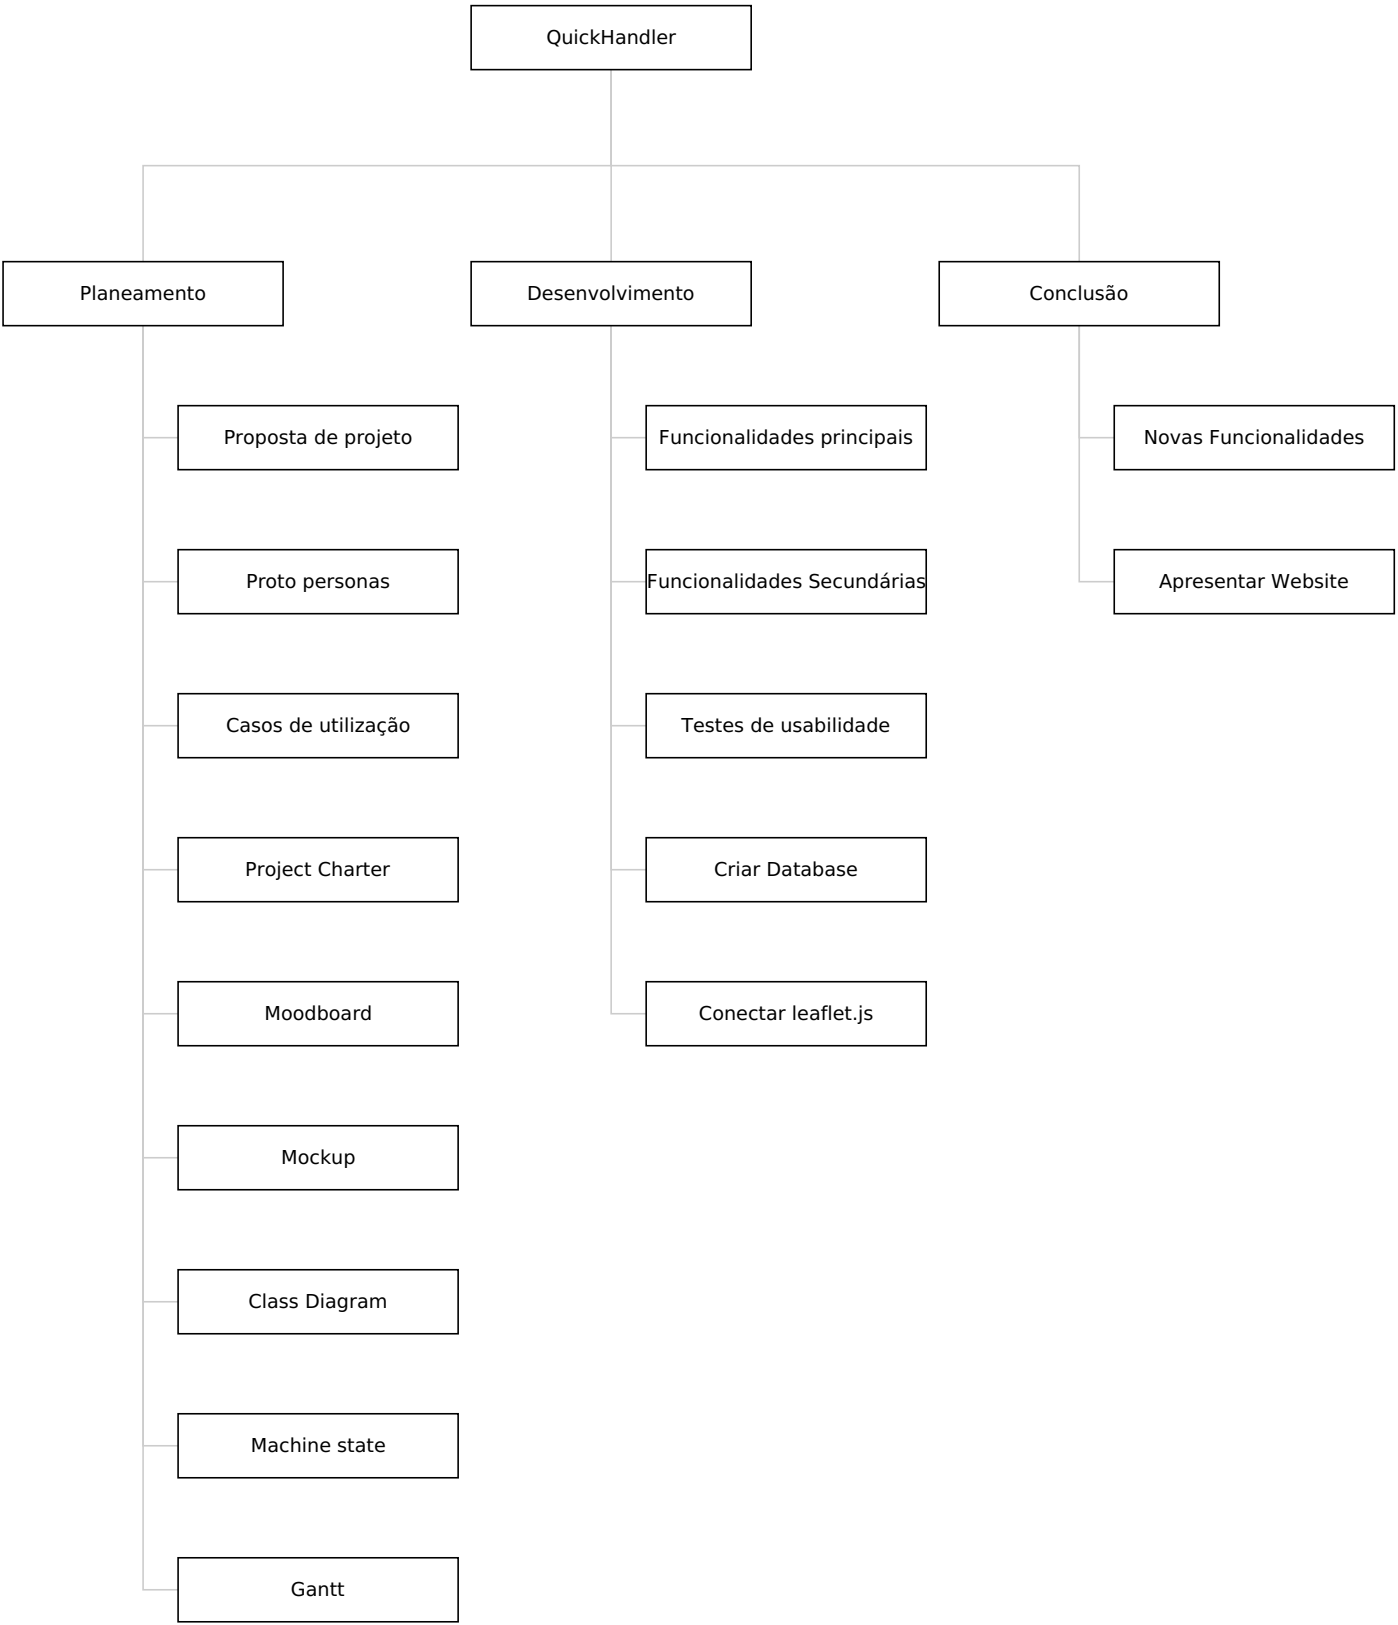 QuickHandler
Planeamento
Desenvolvimento
Conclusão
Proposta de projeto
Funcionalidades principais
Novas Funcionalidades
Proto personas
Funcionalidades Secundárias
Apresentar Website
Casos de utilização
Testes de usabilidade
Project Charter
Criar Database
Moodboard
Conectar leaflet.js
Mockup
Class Diagram
Machine state
Gantt